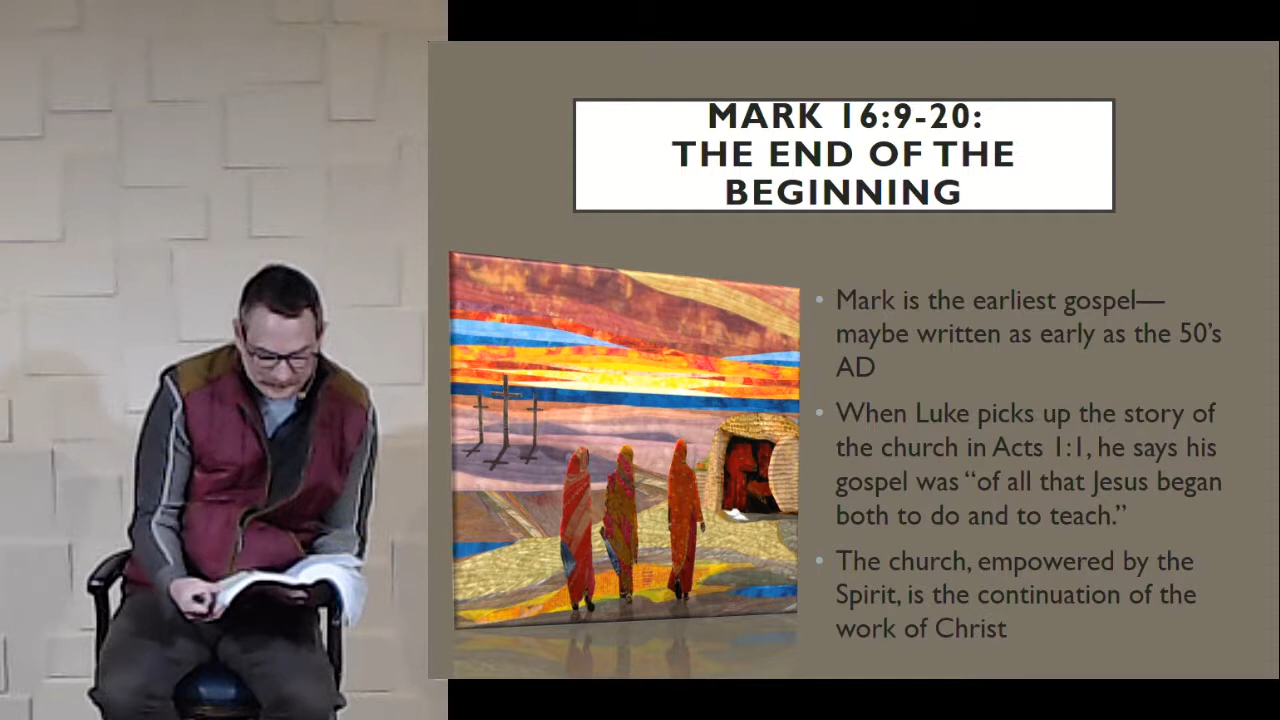 MARK 16:9-20:
THE END OF THE
BEGINNING
• Mark is the earliest gospel—
maybe written as early as the 50's
AD
• When Luke picks up the story of
the church in Acts 1:1, he says his
gospel was “of all that Jesus began
both to do and to teach.”
• The church, empowered by the
Spirit, is the continuation of the
work of Christ